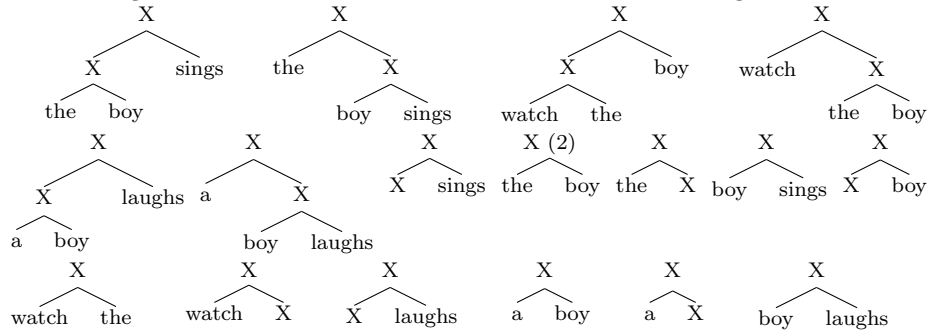 X X X X
X sings the X X boy watch X
the boy boy sings watch the the boy
X X X X (2) X X X
X laughs a X X sings the boy the X boy sings X boy
a boy boy laughs
X X X X X X
watch the watch X X laughs a boy a X boy laughs